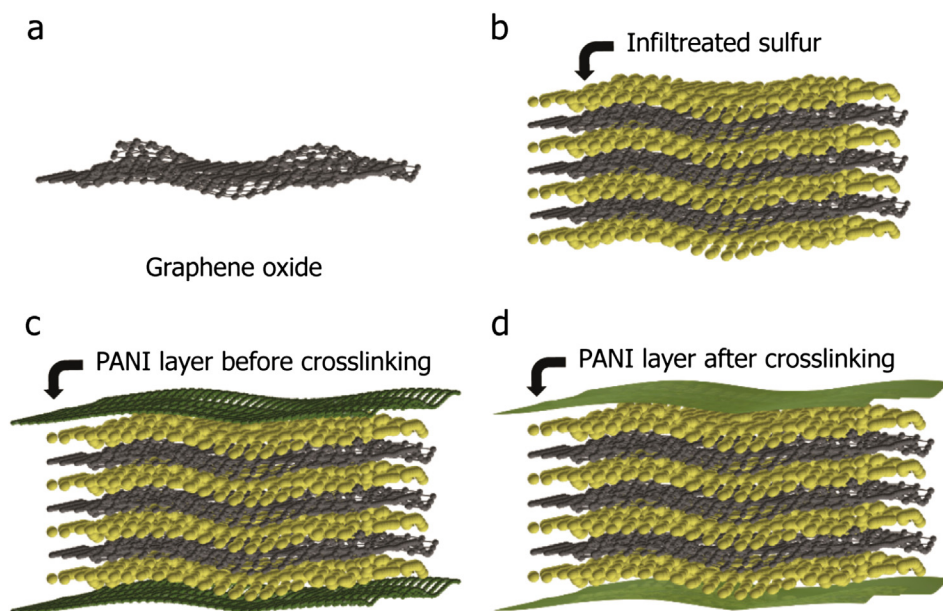 a
Graphene oxide
b
Infiltreated sulfur
c
PANI layer before crosslinking
d
PANI layer after crosslinking